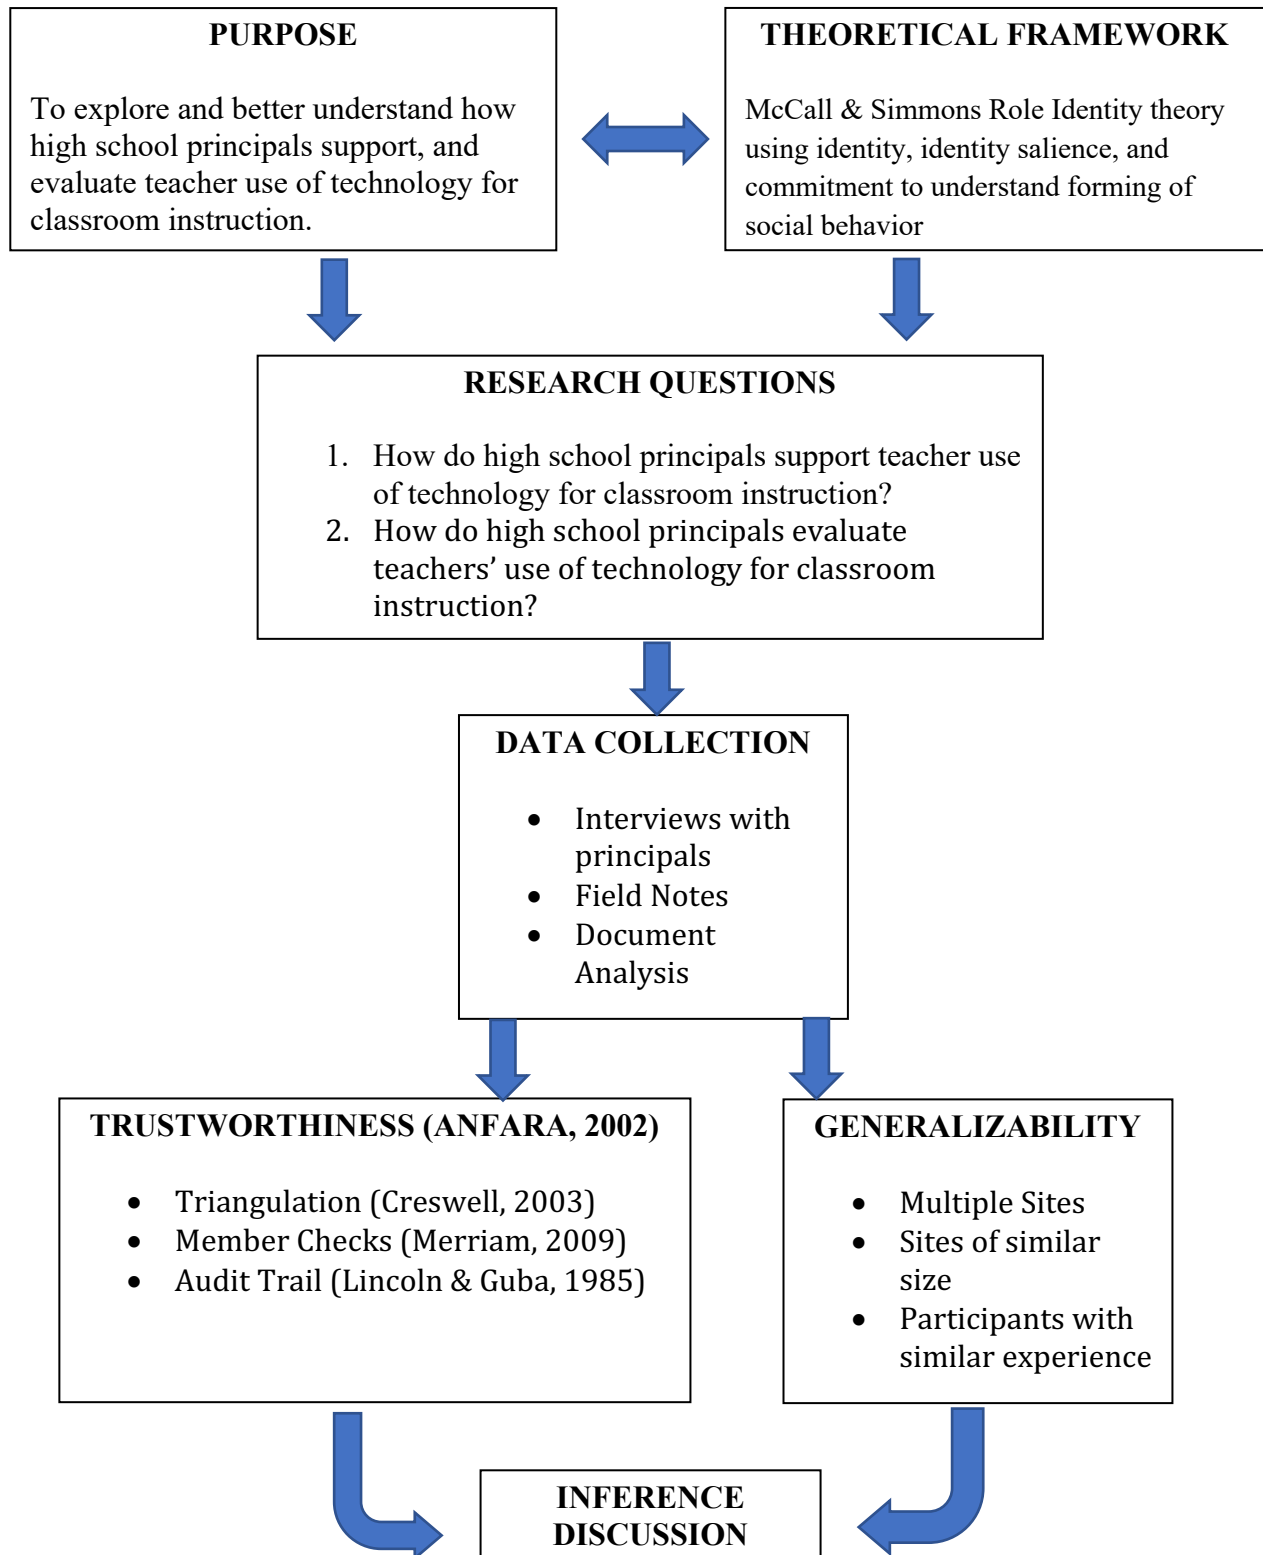 PURPOSE
To explore and better understand how
high school principals support, and
evaluate teacher use of technology for
classroom instruction.
THEORETICAL FRAMEWORK
McCall & Simmons Role Identity theory
using identity, identity salience, and
commitment to understand forming of
social behavior
RESEARCH QUESTIONS
1. How do high school principals support teacher use
of technology for classroom instruction?
2. How do high school principals evaluate
teachers’ use of technology for classroom
instruction?
DATA COLLECTION
• Interviews with
principals
• Field Notes
• Document
Analysis
TRUSTWORTHINESS (ANFARA, 2002)
• Triangulation (Creswell, 2003)
• Member Checks (Merriam, 2009)
• Audit Trail (Lincoln & Guba, 1985)
GENERALIZABILITY
• Multiple Sites
• Sites of similar
size
• Participants with
similar experience
INFERENCE
DISCUSSION